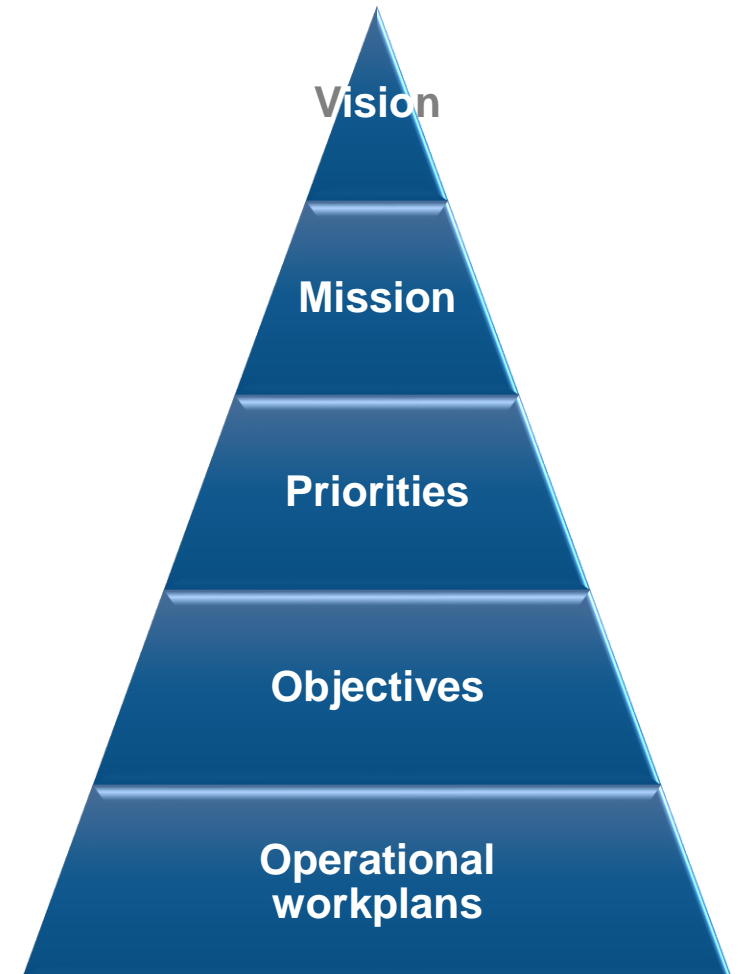 Vision
Mission
Priorities
Objectives
Operational
workplans